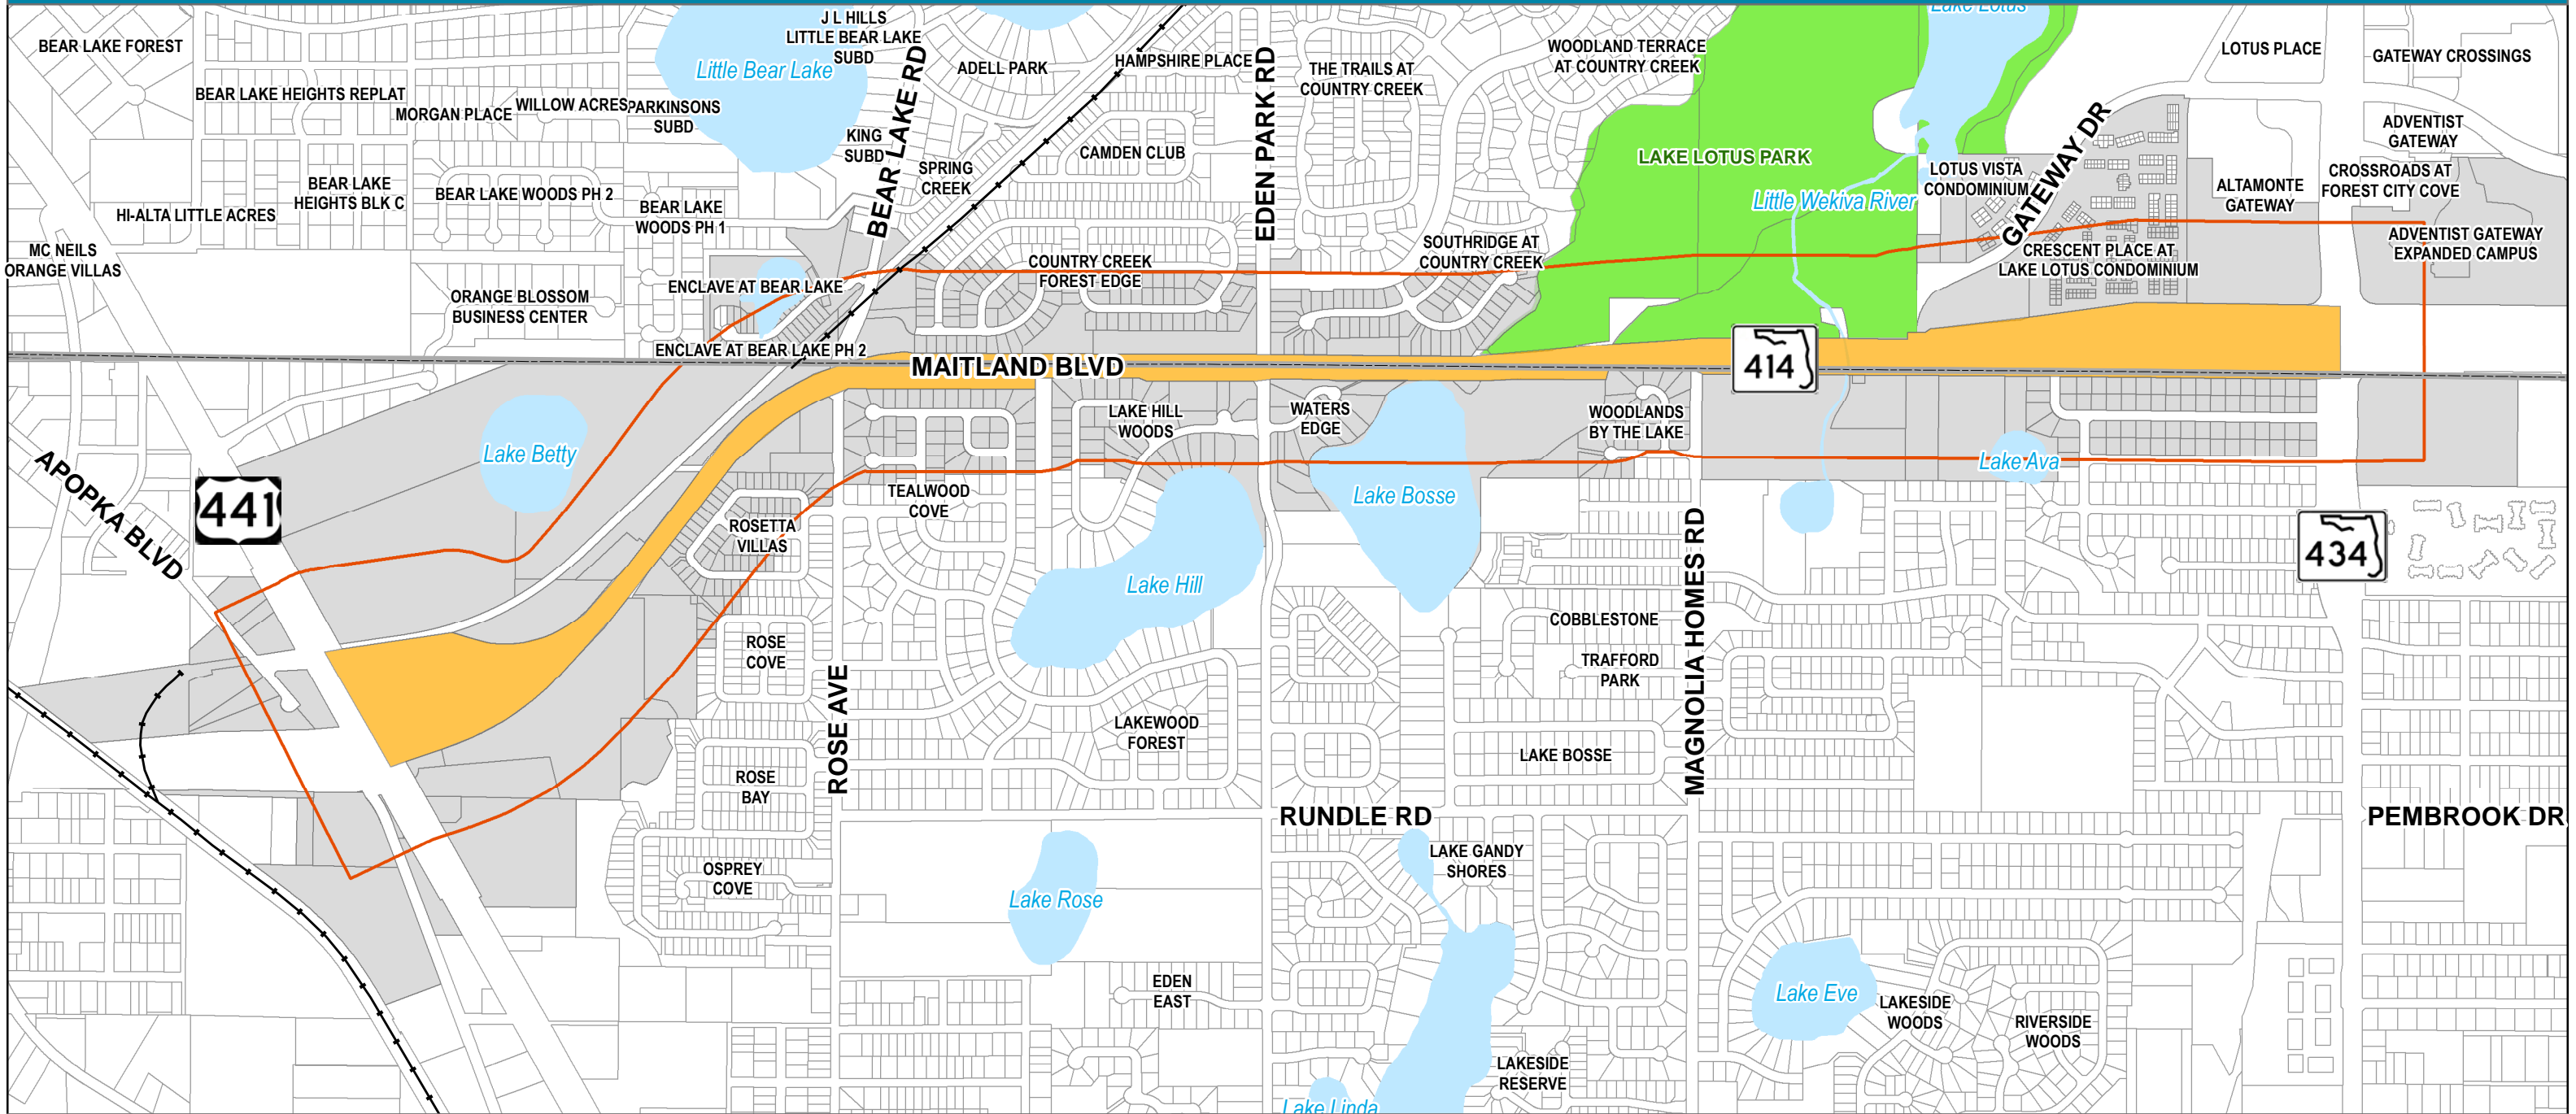 Lake Lotus
J L HILLS
LITTLE BEAR LAKE
SUBD
BEAR LAKE FOREST
Little Bear Lake
ADELL PARK
HAMPSHIRE PLACE
THE TRAILS AT
COUNTRY CREEK
WOODLAND TERRACE
AT COUNTRY CREEK
LOTUS PLACE
GATEWAY CROSSINGS
BEAR LAKE HEIGHTS REPLAT
MORGAN PLACE
WILLOW ACRES
PARKINSONS
SUBD
KING
SUBD
BEAR LAKE RD
EDEN PARK RD
GATEWAY DR
ADVENTIST
GATEWAY
SPRING
CREEK
CAMDEN CLUB
LAKE LOTUS PARK
LOTUS VISTA
CONDOMINIUM
ALTAMONTE
GATEWAY
CROSSROADS AT
FOREST CITY COVE
BEAR LAKE
HEIGHTS BLK C
BEAR LAKE WOODS PH 2
HI-ALTA LITTLE ACRES
BEAR LAKE
WOODS PH 1
Little Wekiva River
MC NEILS
ORANGE VILLAS
SOUTHRIDGE AT
COUNTRY CREEK
CRESCENT PLACE AT
LAKE LOTUS CONDOMINIUM
ADVENTIST GATEWAY
EXPANDED CAMPUS
COUNTRY CREEK
FOREST EDGE
ENCLAVE AT BEAR LAKE
ORANGE BLOSSOM
BUSINESS CENTER
ENCLAVE AT BEAR LAKE PH 2
MAITLAND BLVD
414
LAKE HILL
WOODS
WATERS
EDGE
WOODLANDS
BY THE LAKE
Lake Betty
Lake Ava
APOPKA BLVD
441
TEALWOOD
COVE
Lake Bosse
ROSETTA
VILLAS
434
Lake Hill
MAGNOLIA HOMES RD
COBBLESTONE
ROSE
COVE
TRAFFORD
PARK
ROSE AVE
LAKEWOOD
FOREST
LAKE BOSSE
ROSE
BAY
RUNDLE RD
PEMBROOK DR
OSPREY
COVE
LAKE GANDY
SHORES
Lake Rose
EDEN
EAST
Lake Eve
LAKESIDE
WOODS
RIVERSIDE
WOODS
LAKESIDE
RESERVE
Lake Linda